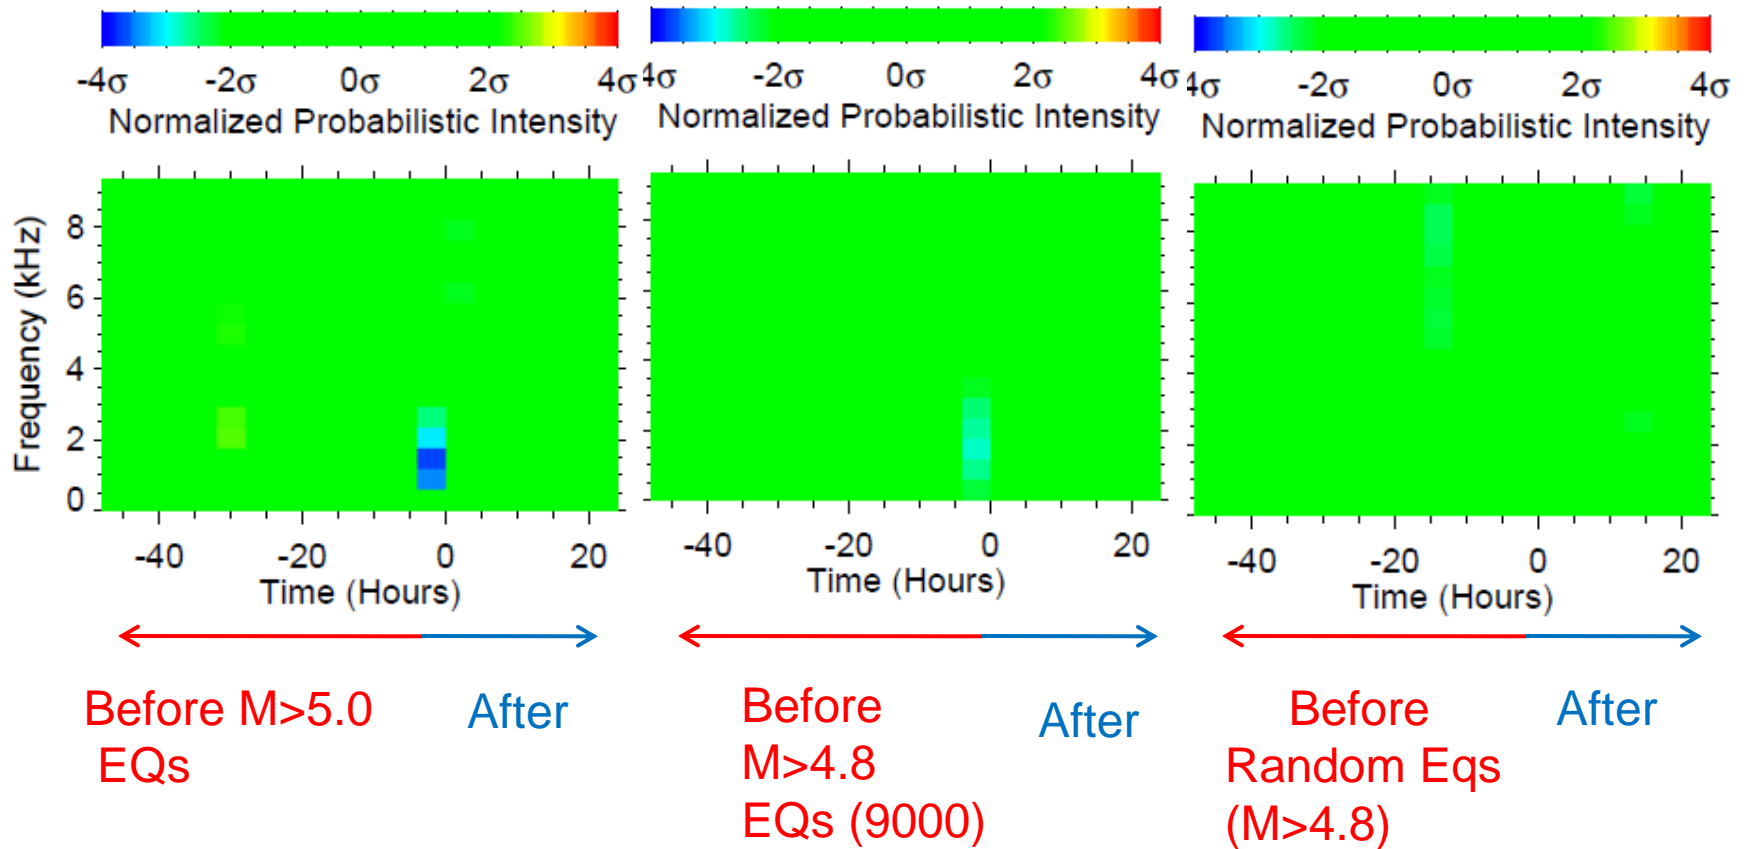 -4σ -2σ 0σ 2σ 4σ
Normalized Probabilistic Intensity
4σ -2σ 0σ 2σ 4σ
Normalized Probabilistic Intensity
4σ -2σ 0σ 2σ 4σ
Normalized Probabilistic Intensity
Frequency (kHz)
8
6
4
2
0
-40 -20 0 20
Time (Hours)
-40 -20 0 20
Time (Hours)
-40 -20 0 20
Time (Hours)
Before M>5.0
EQs
After
Before
M>4.8
EQs (9000)
After
Before
Random Eqs
(M>4.8)
After